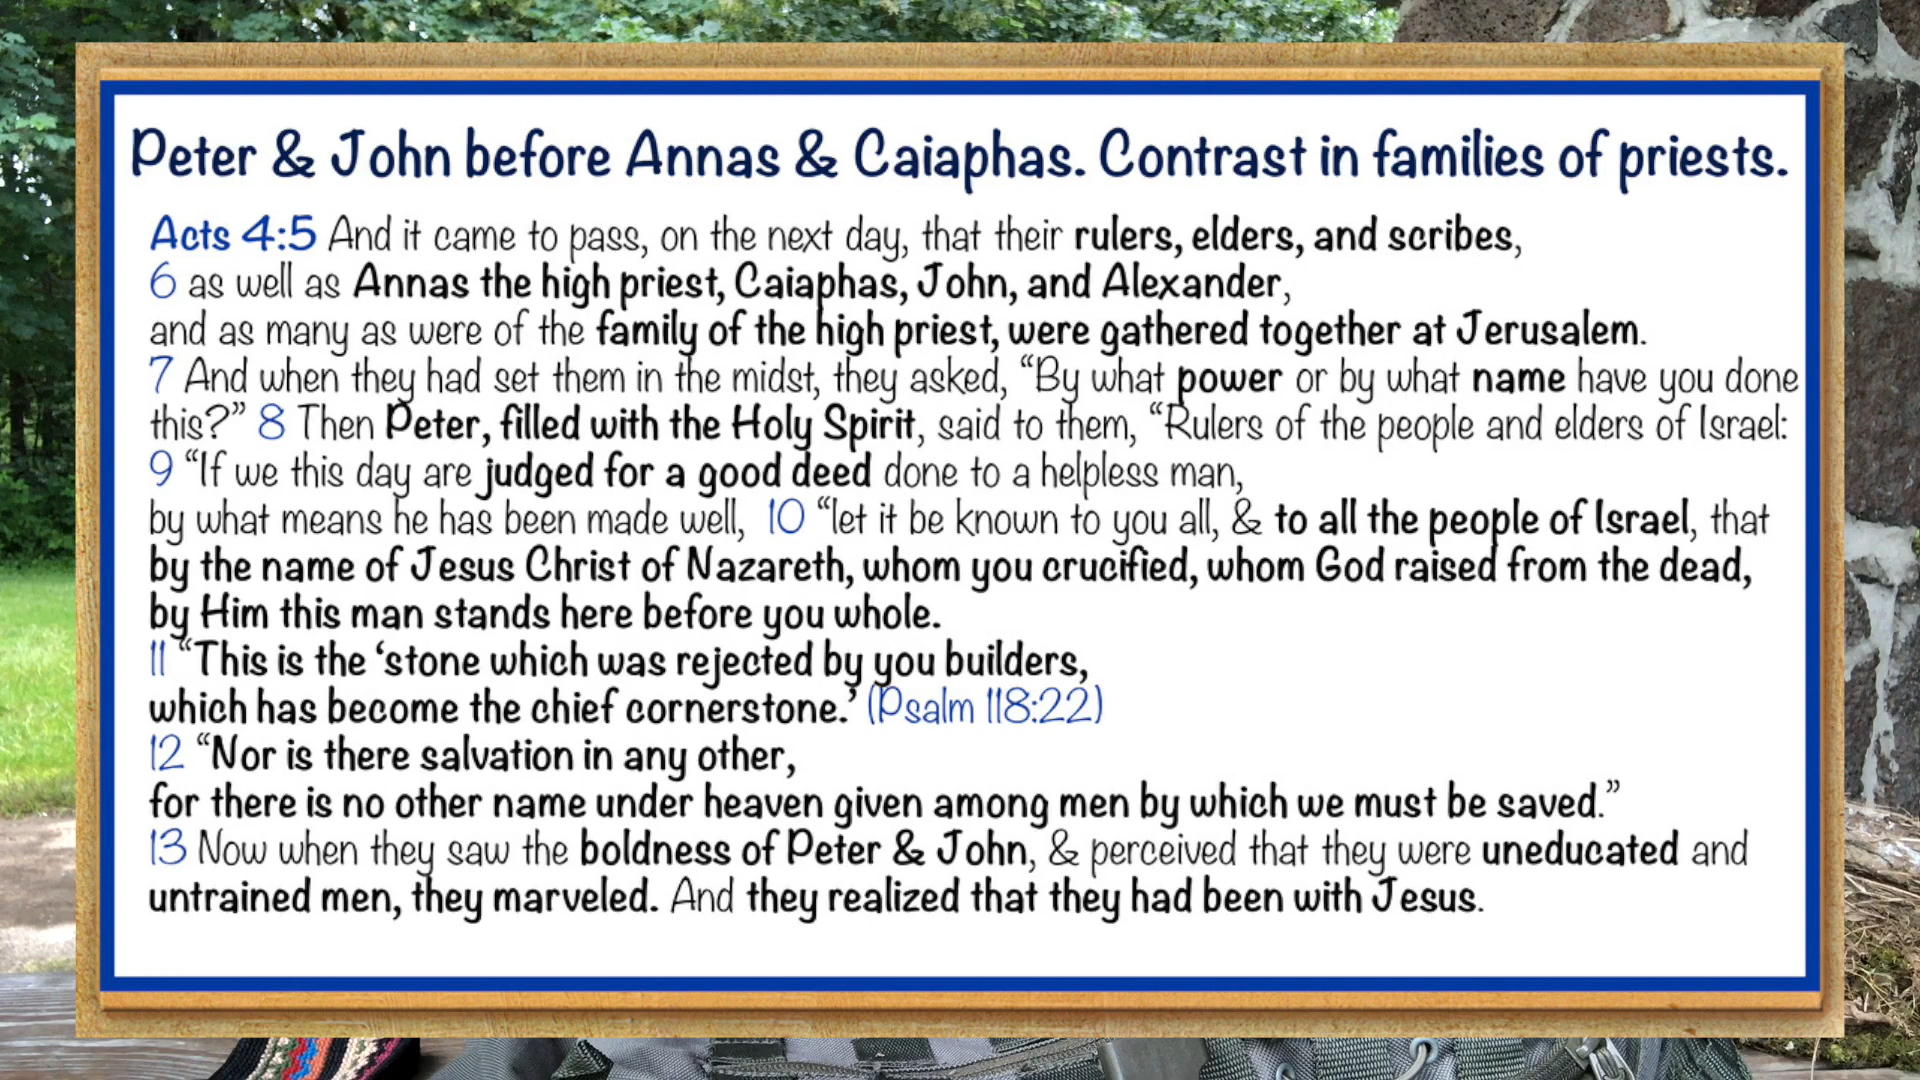 Peter & John before Annas & Caiaphas. Contrast in families of priests.
Acts 4:5 And it came to pass, on the next day, that their rulers, elders, and scribes,
6 as well as Annas the high priest, Caiaphas, John, and Alexander,
and as many as were of the family of the high priest, were gathered together at Jerusalem.
7 And when they had set them in the midst, they asked, “By what power or by what name have you done
this?” 8 Then Peter, filled with the Holy Spirit, said to them, “Rulers of the people and elders of Israel:
9 “If we this day are judged for a good deed done to a helpless man,
by what means he has been made well, 10 “let it be known to you all, & to all the people of Israel, that
by the name of Jesus Christ of Nazareth, whom you crucified, whom God raised from the dead,
by Him this man stands here before you whole.
11 “This is the ‘stone which was rejected by you builders,
which has become the chief cornerstone.’ (Psalm 118:22)
12 “Nor is there salvation in any other,
for there is no other name under heaven given among men by which we must be saved.”
13 Now when they saw the boldness of Peter & John, & perceived that they were uneducated and
untrained men, they marveled. And they realized that they had been with Jesus.